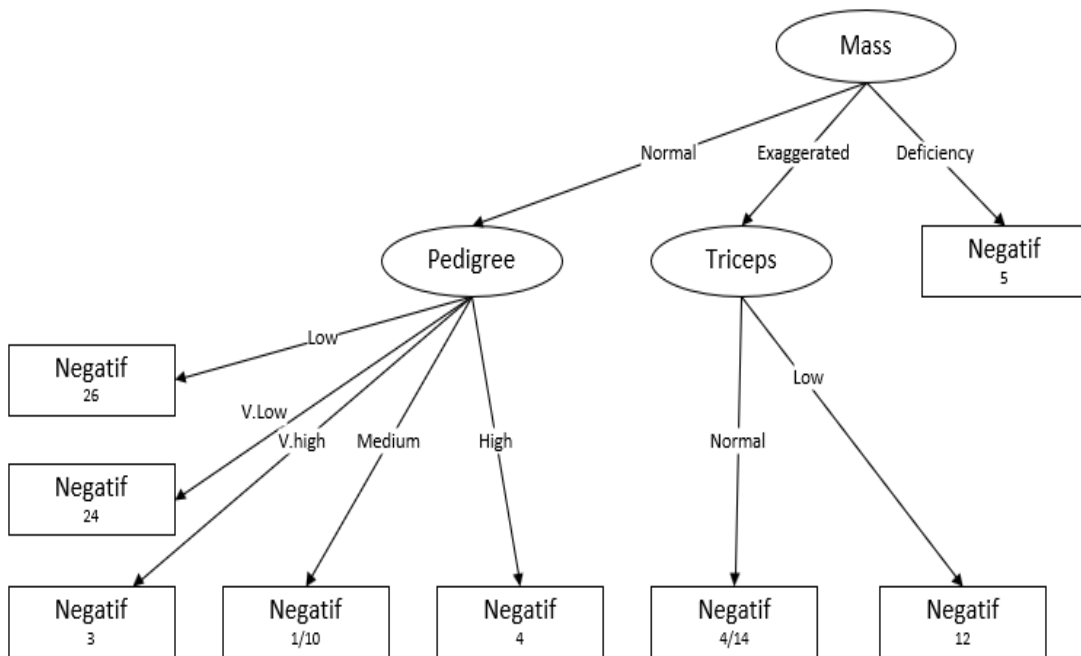 Mass
Normal
Exaggerated
Deficiency
Pedigree
Triceps
Negatif
5
Low
Negatif
26
V.Low
V.high
Medium
High
Normal
Low
Negatif
24
Negatif
3
Negatif
1/10
Negatif
4
Negatif
4/14
Negatif
12